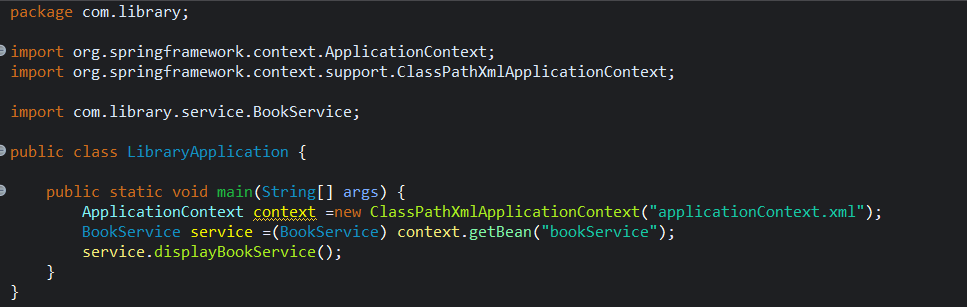 package com.library;
import org.springframework.context.ApplicationContext;
import org.springframework.context.support.ClassPathXmlApplicationContext;
import com.library.service.BookService;
public class LibraryApplication {
public static void main(String[] args) {
ApplicationContext context =new ClassPathXmlApplicationContext("applicationContext.xml");
BookService service =(BookService) context.getBean("bookService");
service.displayBookService();
}
}